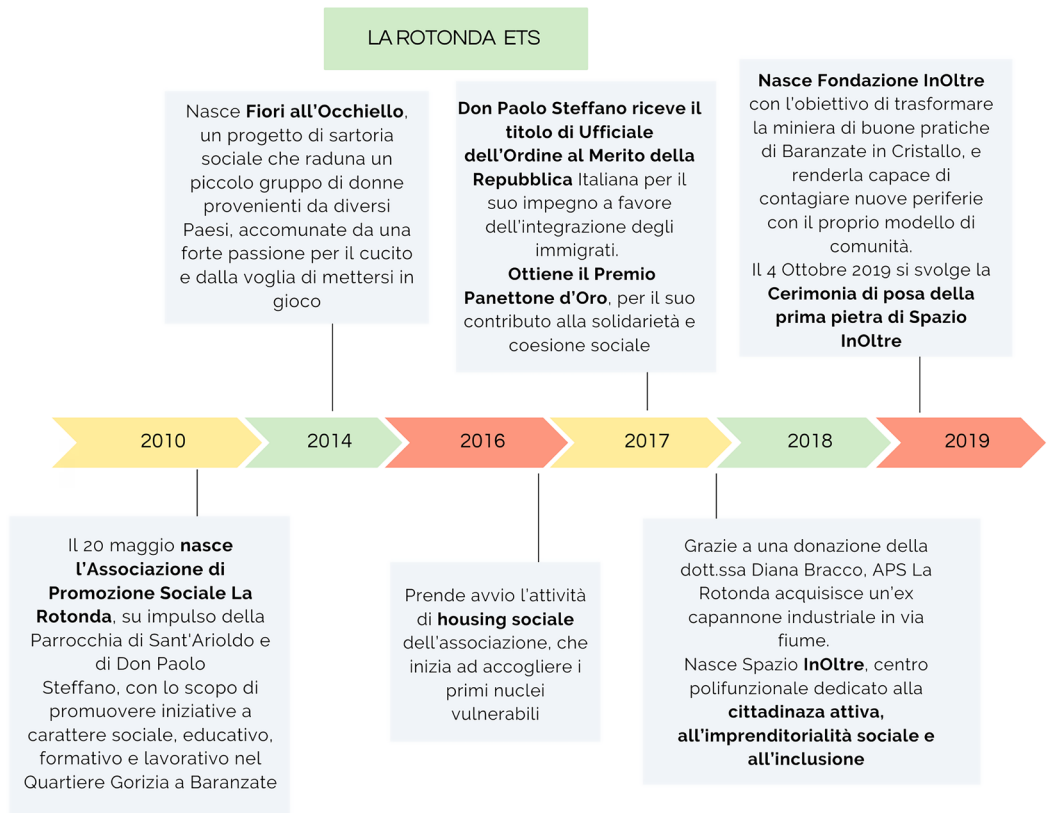 LA ROTONDA ETS
Nasce Fiori all'Occhiello,
un progetto di sartoria
sociale che raduna un
piccolo gruppo di donne
provenienti da diversi
Paesi, accomunate da una
forte passione per il cucito
e dalla voglia di mettersi in
gioco
Don Paolo Steffano riceve il
titolo di Ufficiale
dell'Ordine al Merito della
Repubblica Italiana per il
suo impegno a favore
dell'integrazione degli
immigrati.
Ottiene il Premio
Panettone d'Oro, per il suo
contributo alla solidarietà e
coesione sociale
Nasce Fondazione InOltre
con l'obiettivo di trasformare
la miniera di buone pratiche
di Baranzate in Cristallo, e
renderla capace di
contagiare nuove periferie
con il proprio modello di
comunità.
Il 4 Ottobre 2019 si svolge la
Cerimonia di posa della
prima pietra di Spazio
InOltre
2010
2014
2016
2017
2018
2019
Il 20 maggio nasce
l'Associazione di
Promozione Sociale La
Rotonda, su impulso della
Parrocchia di Sant'Arioldo e
di Don Paolo
Steffano, con lo scopo di
promuovere iniziative a
carattere sociale, educativo,
formativo e lavorativo nel
Quartiere Gorizia a Baranzate
Prende avvio l'attività
di housing sociale
dell'associazione, che
inizia ad accogliere i
primi nuclei
vulnerabili
Grazie a una donazione della
dott.ssa Diana Bracco, APS La
Rotonda acquisisce un'ex
capannone industriale in via
fiume.
Nasce Spazio InOltre, centro
polifunzionale dedicato alla
cittadinaza attiva,
all'imprenditorialità sociale e
all'inclusione